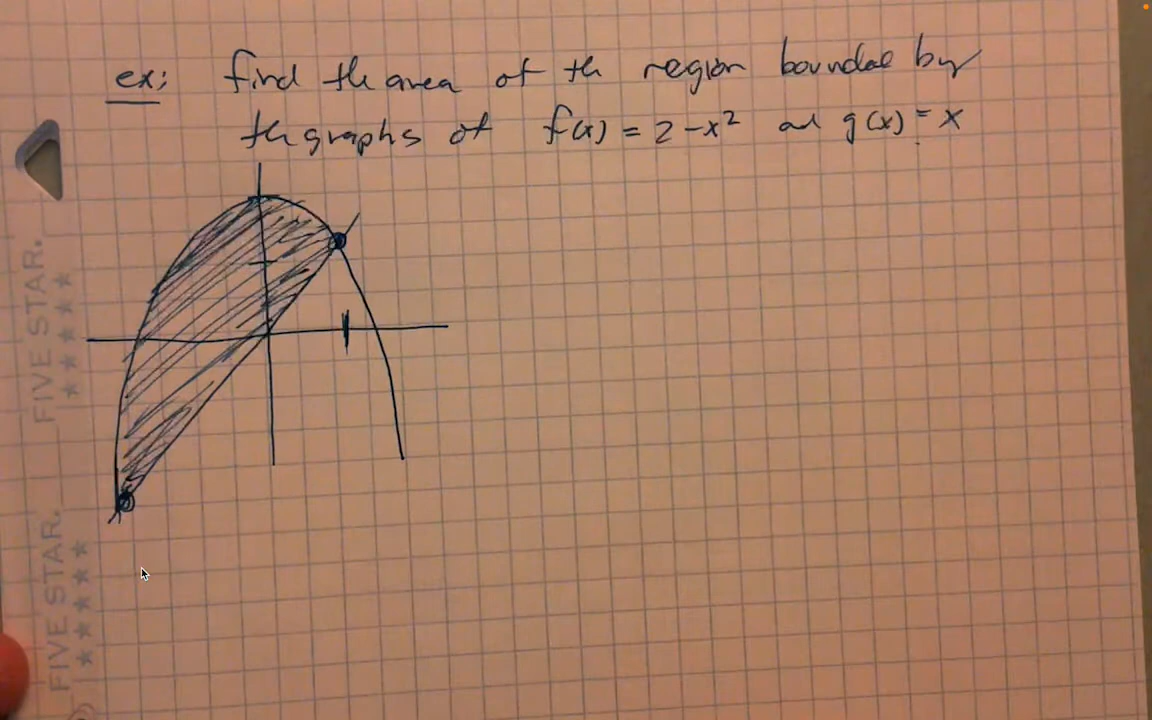 ex: find the area of the region bounded by
the graphs of f(x) = 2 - x² and g(x) = x
FIVE STAR.
FIVE STAR.